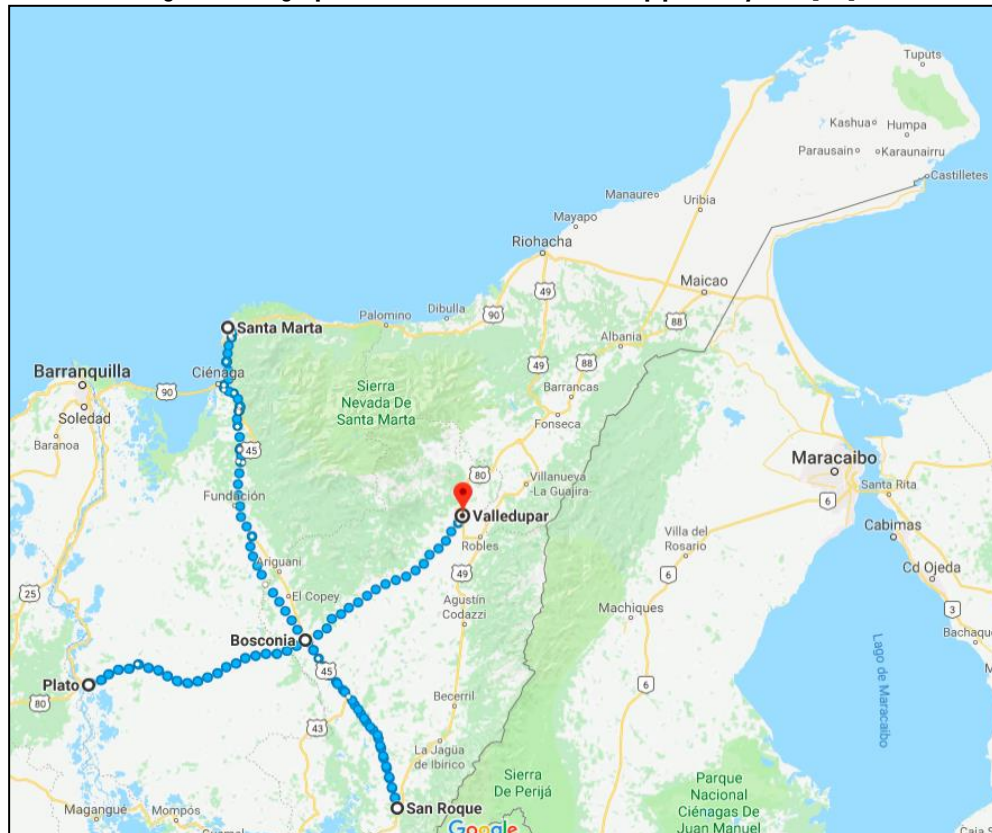 Tuputs
Kashua
Humpa
Parausain
Karaunairru
Castilletes
Manaure
Uribia
Mayapo
Riohacha
49
Maicao
Dibulla
Palomino
90
88
Santa Marta
Albania
Barranquilla
Ciénaga
49
88
90
Soledad
Sierra
Nevada De
Santa Marta
Barrancas
Baranoa
Fonseca
45
Maracaibo
80
Villanueva
-La Guajira-
Santa Rita
6
Fundación
Valledupar
Cabimas
Villa del
Rosario
Robles
Ariguani
49
6
Cd Ojeda
25
El Copey
Agustín
Codazzi
Machiques
3
Bosconia
Bachaque
45
Lago de Maracaibo
Plato
6
80
Becerril
43
La Jagüa
de Ibirico
Sierra
De Perijá
Parque
Nacional
Ciénagas De
Juan Manuel
San Roque
Magangué
Mompós
Google